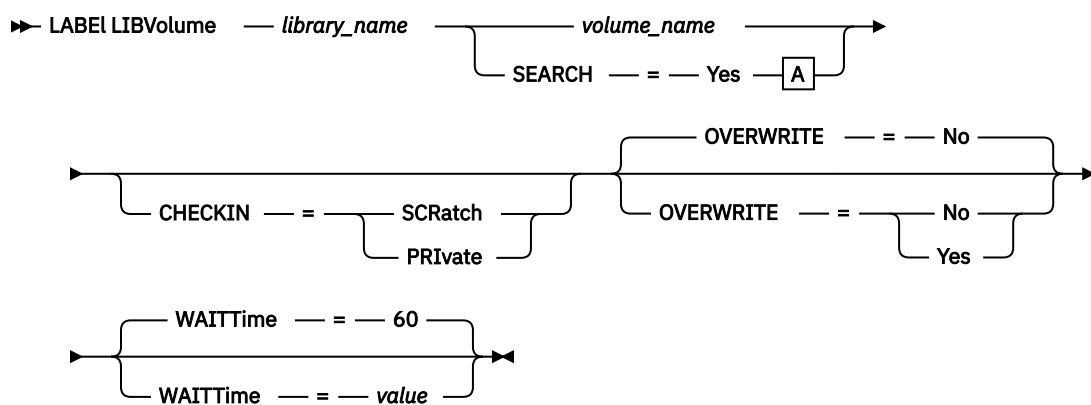 LABEl LIBVolume library_name volume_name
SEARCH = Yes A
OVERWRITE = No
CHECKIN = SCRatch OVERWRITE = No
PRIvate Yes
WAITTime = 60
WAITTime = value